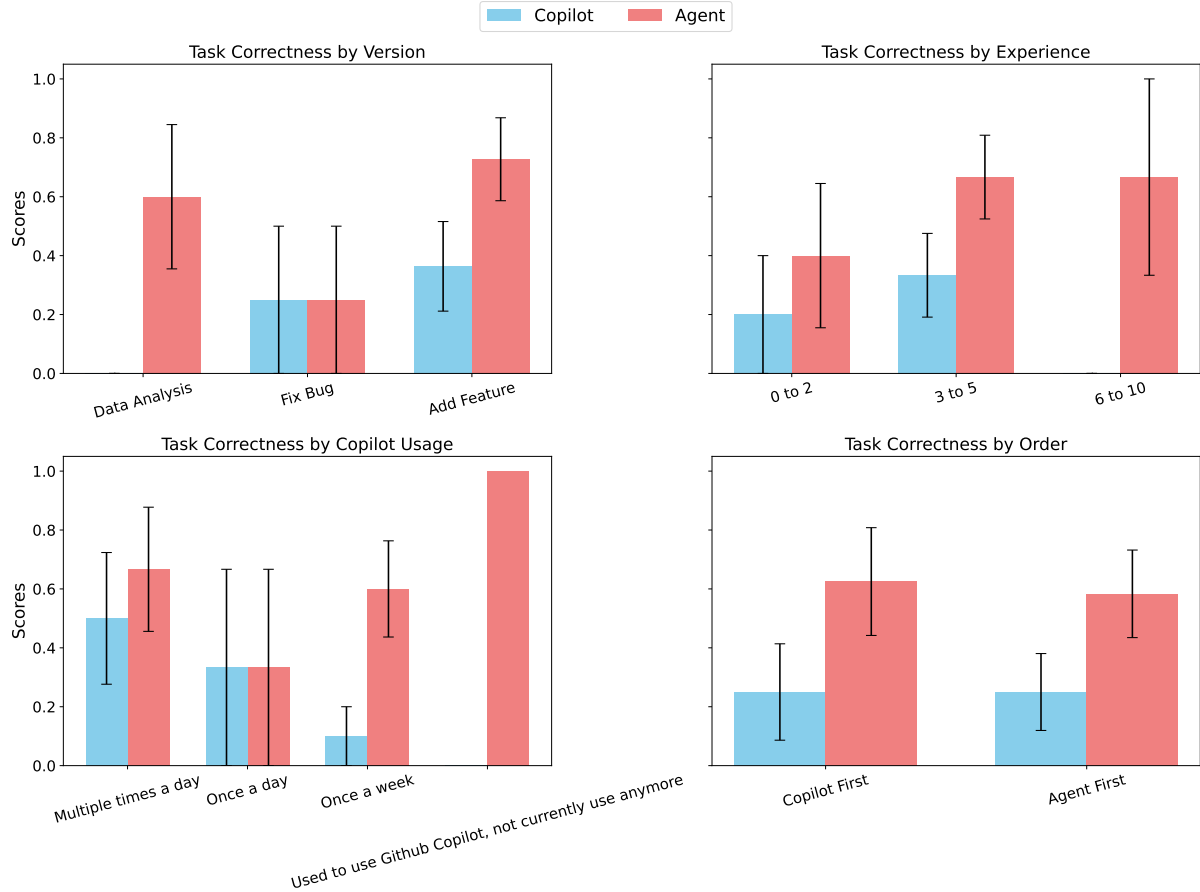 Copilot
Agent
Task Correctness by Version
Scores
1.0
0.8
0.6
0.4
0.2
0.0
Data Analysis
Fix Bug
Add Feature
Task Correctness by Experience
0 to 2
3 to 5
6 to 10
Task Correctness by Copilot Usage
Scores
1.0
0.8
0.6
0.4
0.2
0.0
Multiple times a day
Once a day
Once a week
Used to use Github Copilot, not currently use anymore
Task Correctness by Order
Copilot First
Agent First